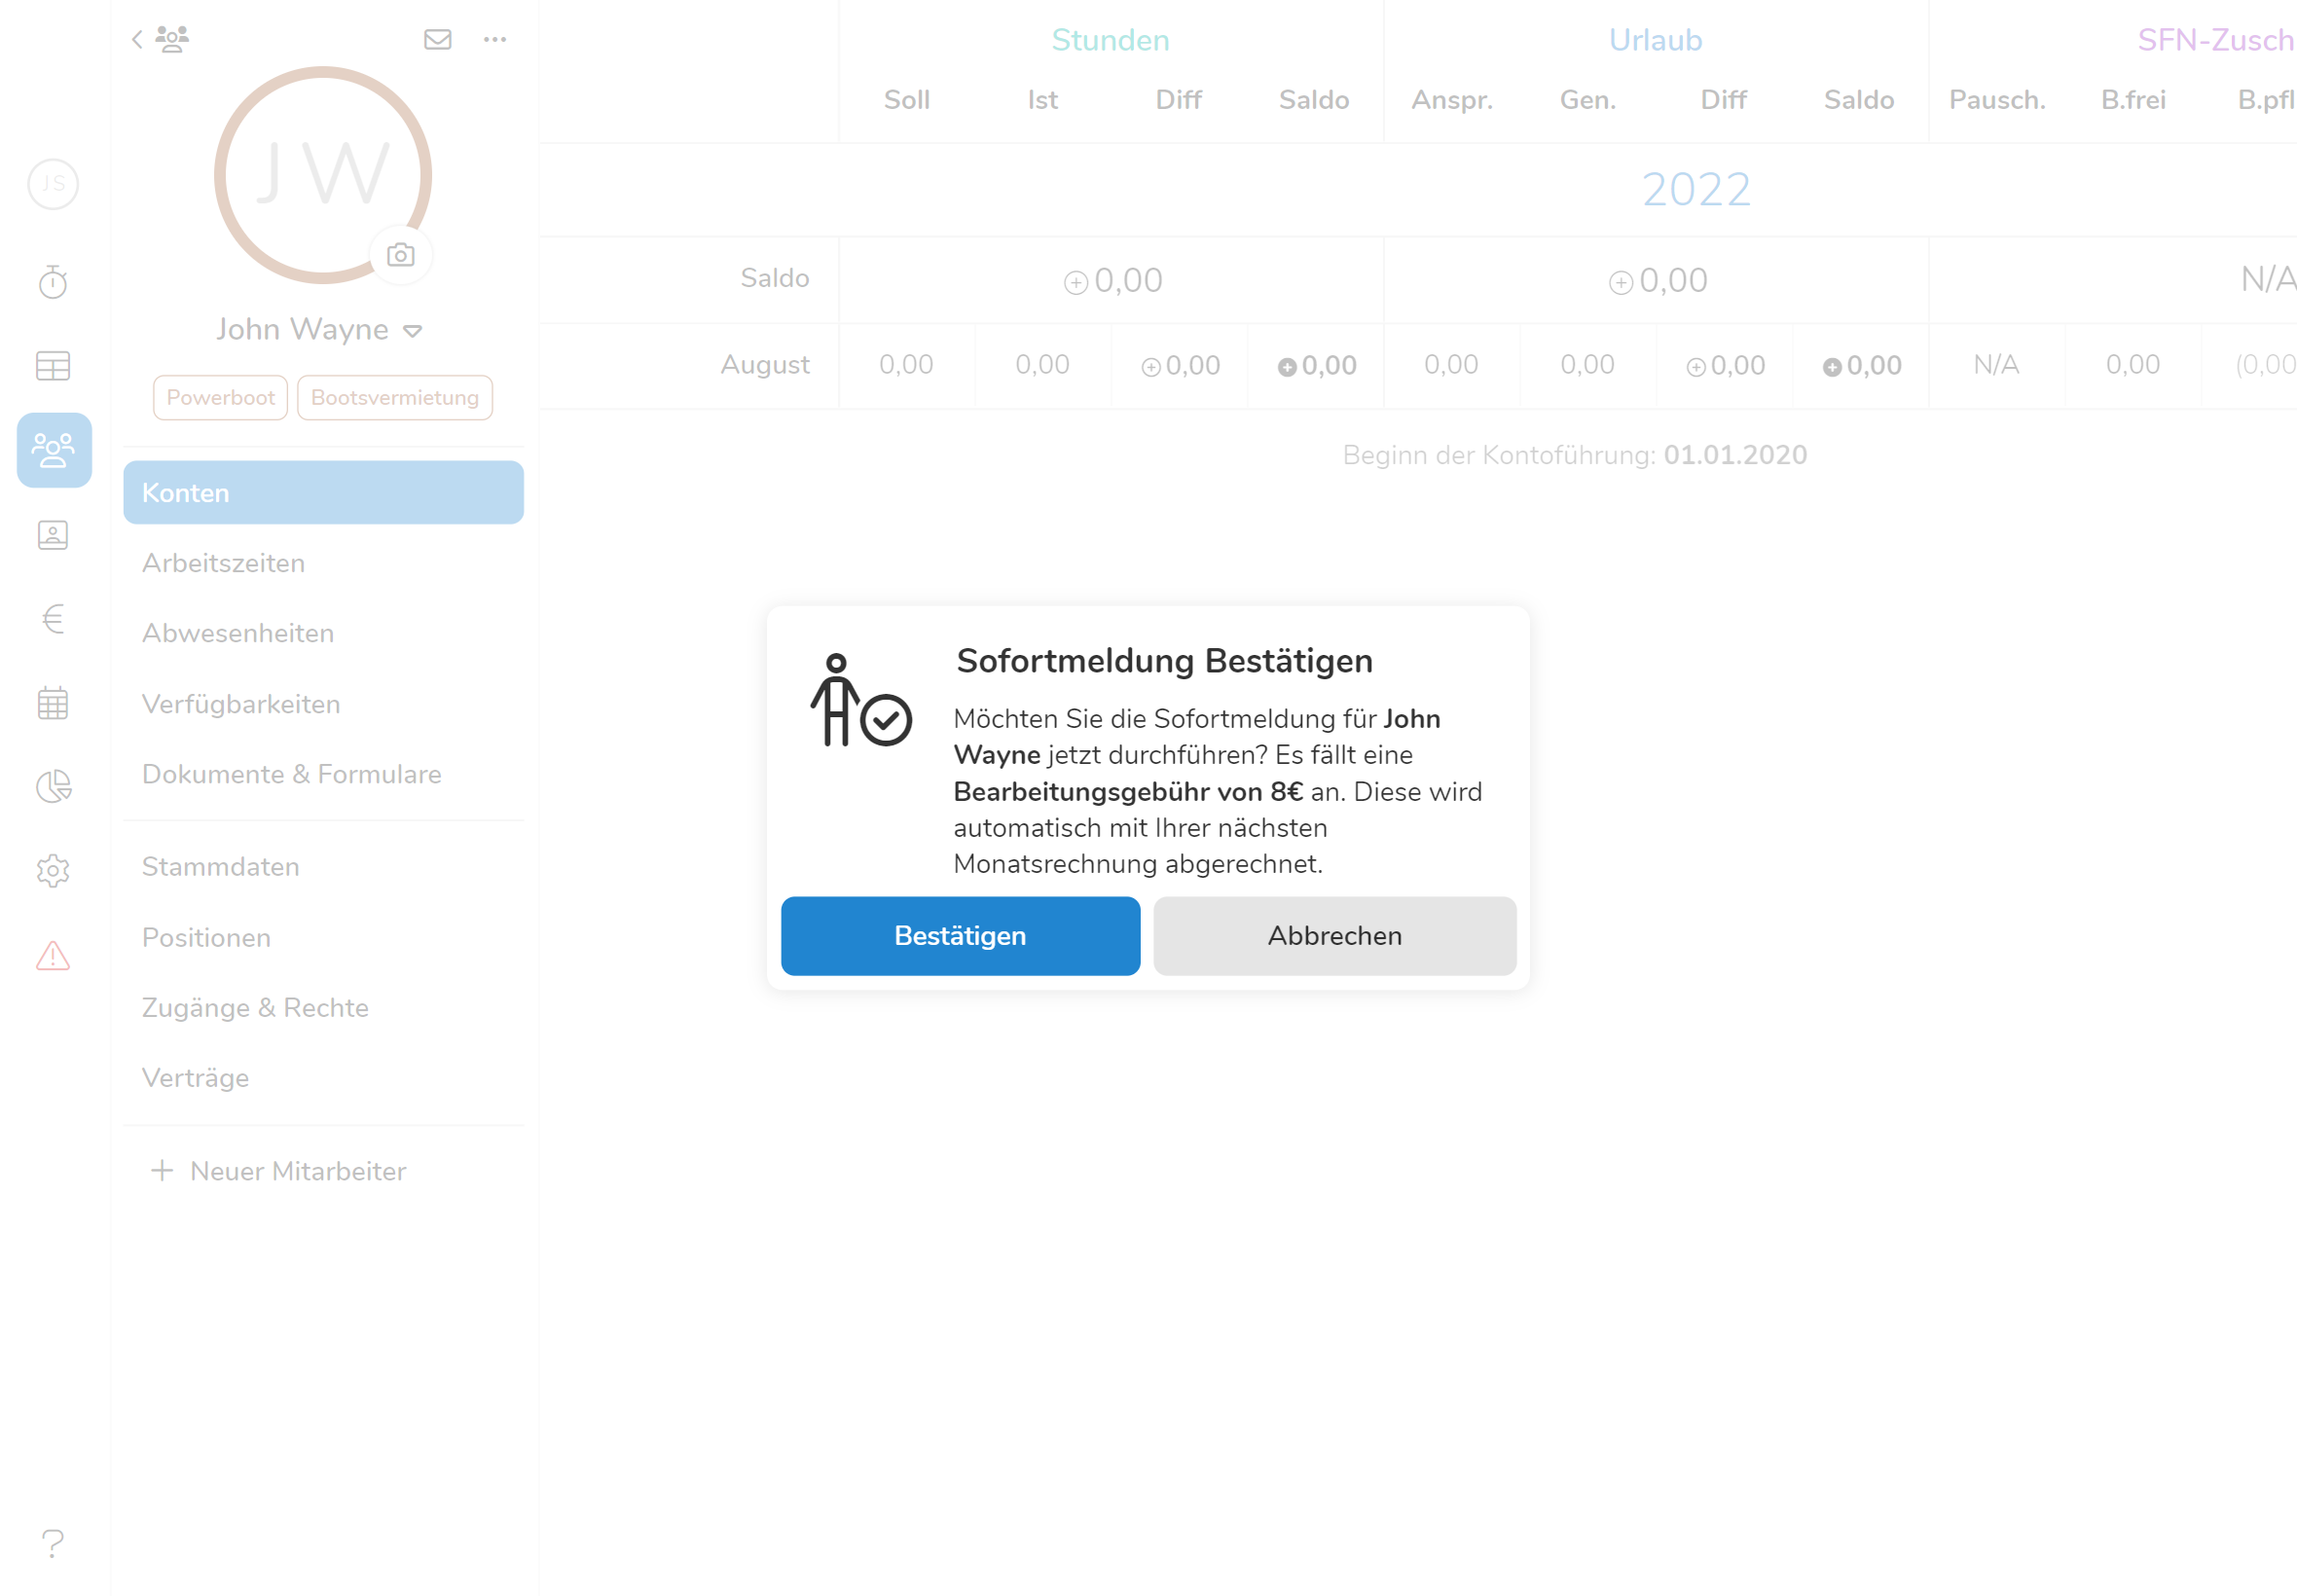 JS
JW
John Wayne
Powerboot Bootsvermietung
Konten
Arbeitszeiten
Abwesenheiten
Verfügbarkeiten
Dokumente & Formulare
Stammdaten
Positionen
Zugänge & Rechte
Verträge
Neuer Mitarbeiter
Stunden Urlaub SFN-Zusch
Soll Ist Diff Saldo Anspr. Gen. Diff Saldo Pausch. B.frei B.pfl
2022
Saldo 0,00 0,00 N/A
August 0,00 0,00 0,00 0,00 0,00 0,00 0,00 0,00 N/A 0,00 (0,00
Beginn der Kontoführung: 01.01.2020
Sofortmeldung Bestätigen
Möchten Sie die Sofortmeldung für John
Wayne jetzt durchführen? Es fällt eine
Bearbeitungsgebühr von 8€ an. Diese wird
automatisch mit Ihrer nächsten
Monatsrechnung abgerechnet.
Bestätigen Abbrechen